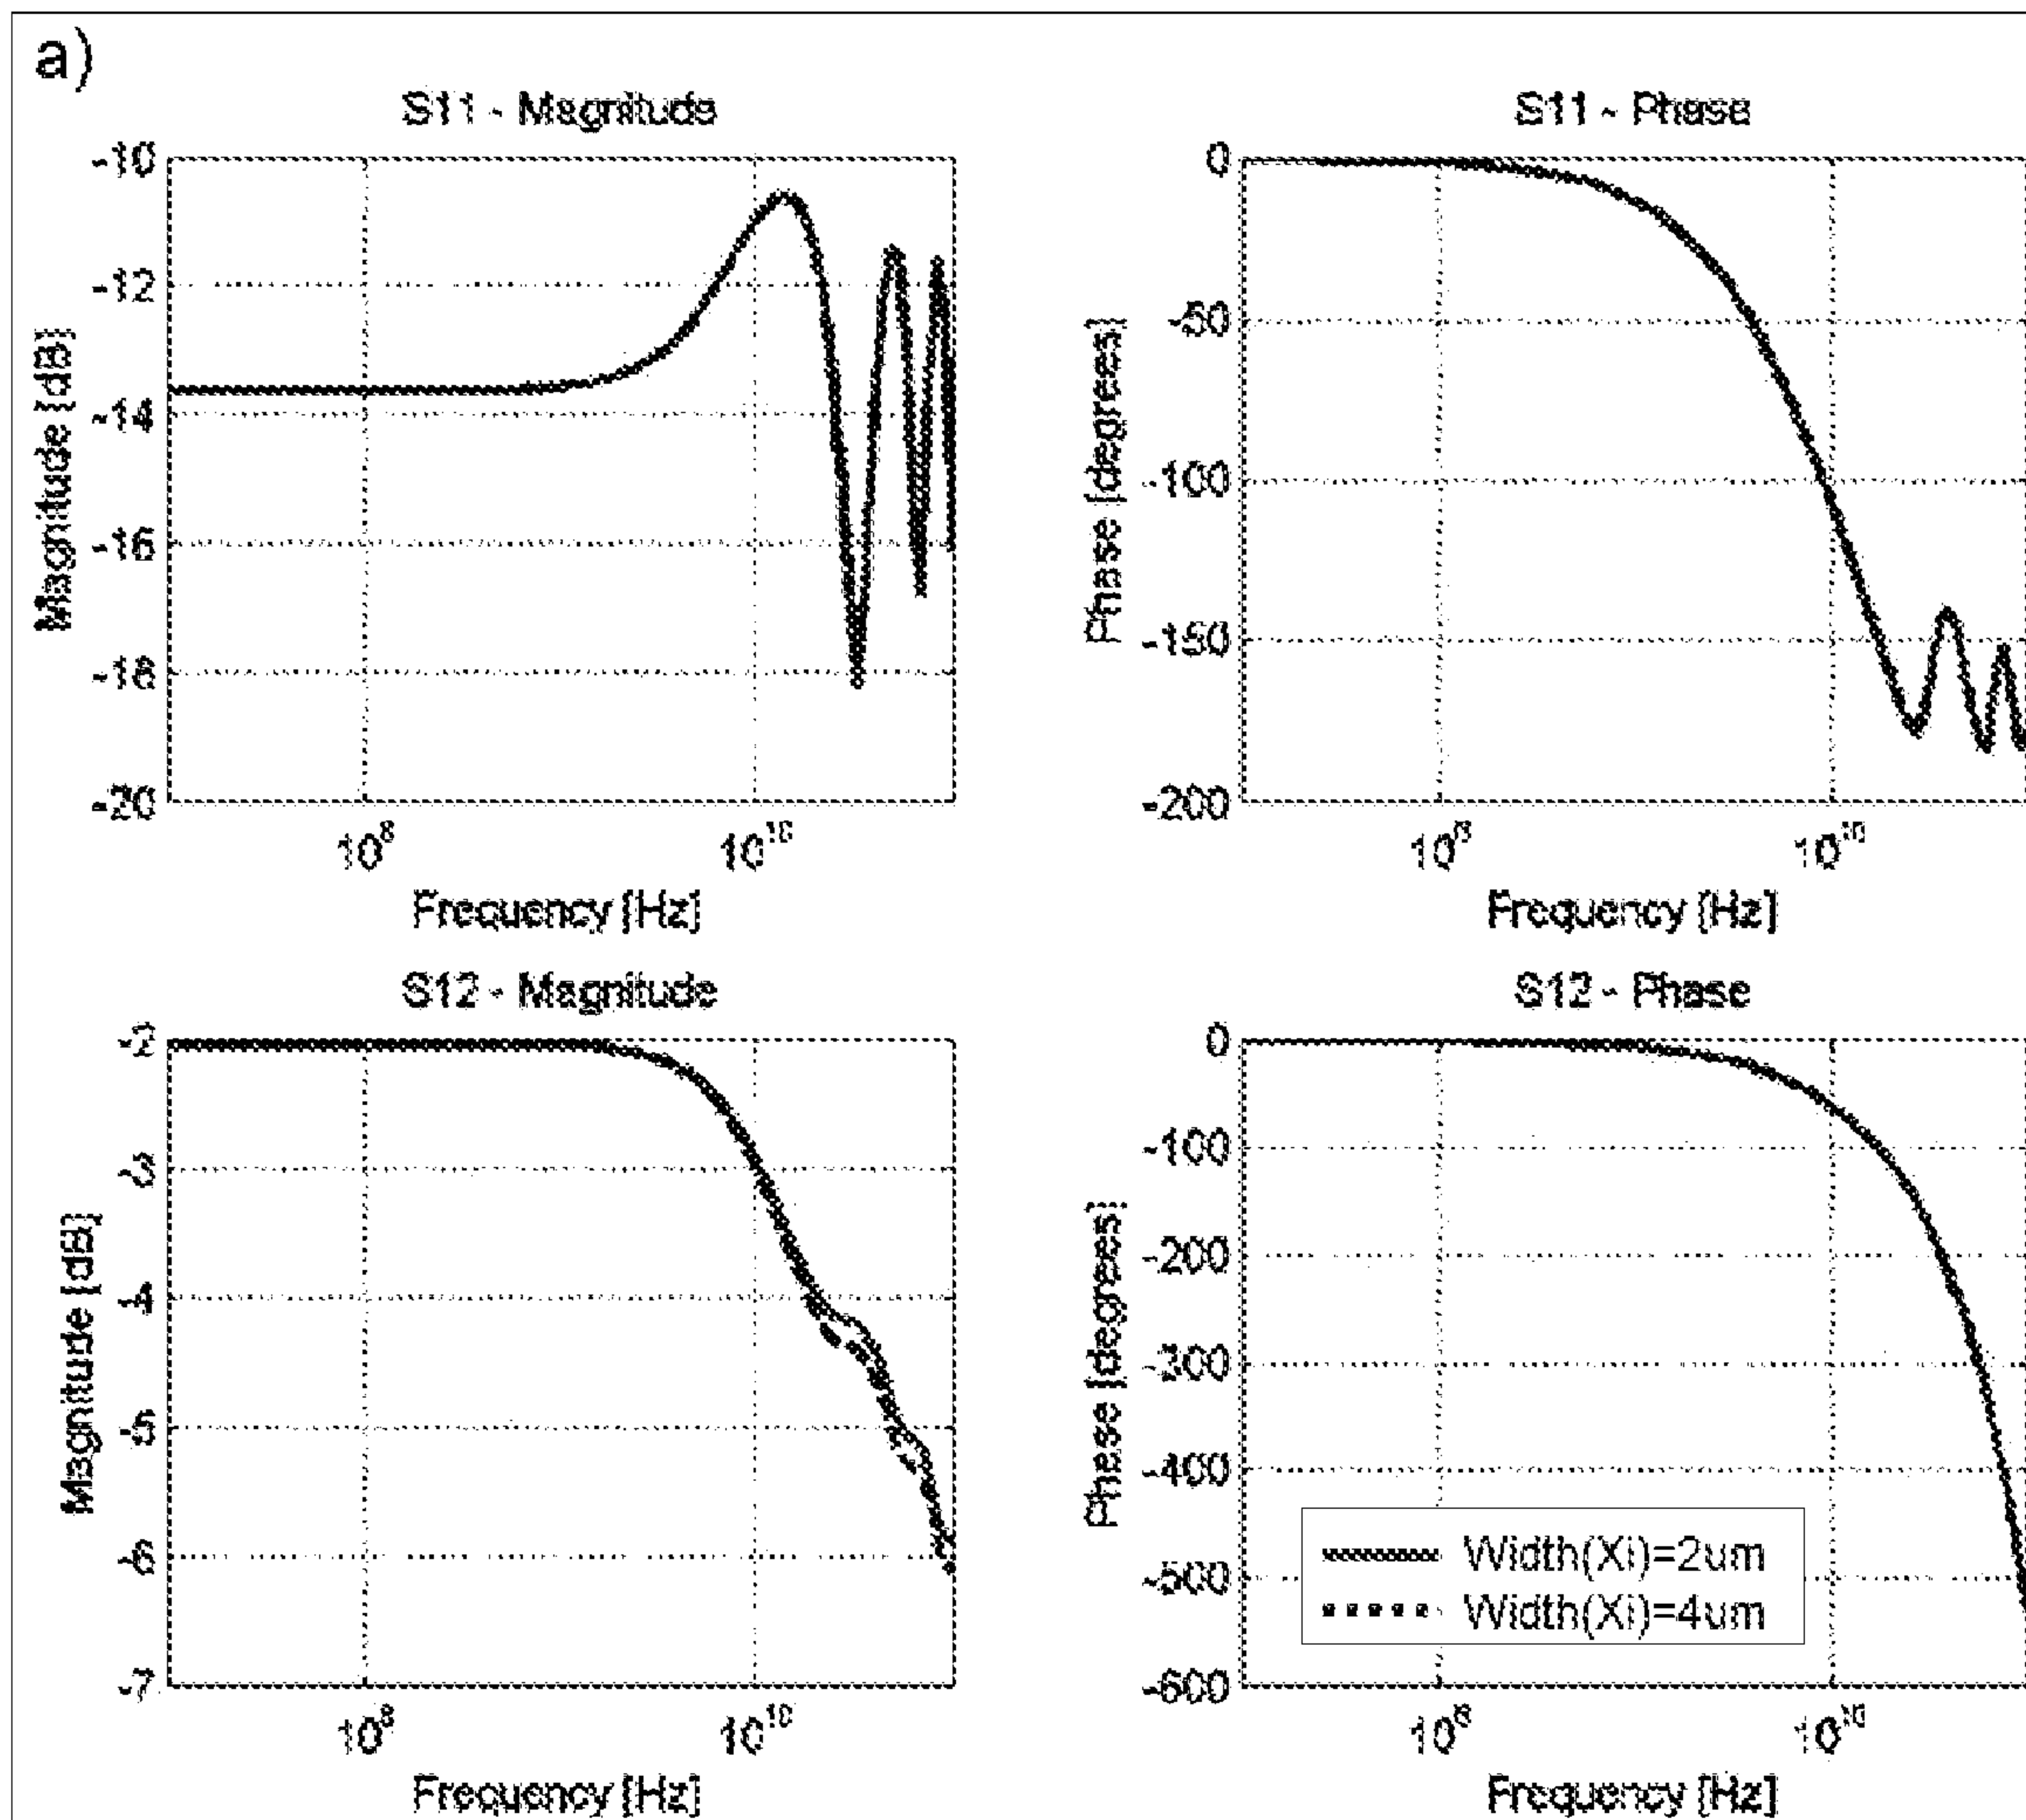 a)
S11 - Magnitude
-10
-12
-14
-16
-18
-20
Magnitude [dB]
10^8
10^10
Frequency [Hz]
S11 - Phase
0
-50
-100
-150
-200
Phase [degrees]
10^8
10^10
Frequency [Hz]
S12 - Magnitude
-2
-3
-4
-5
-6
-7
Magnitude [dB]
10^8
10^10
Frequency [Hz]
S12 - Phase
0
-100
-200
-300
-400
-500
-600
Phase [degrees]
Width(Xi)=2um
Width(Xi)=4um
10^8
10^10
Frequency [Hz]